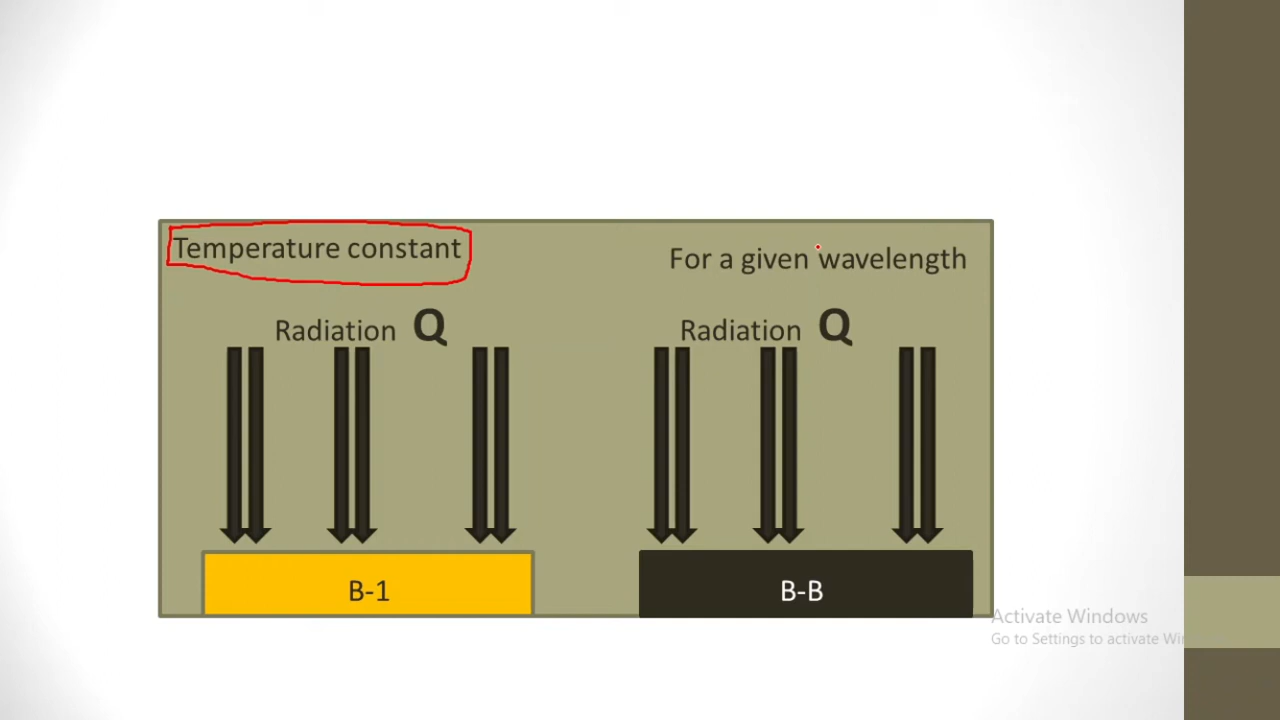 Temperature constant
For a given wavelength
Radiation Q
Radiation Q
B-1
B-B
Activate Windows
Go to Settings to activate